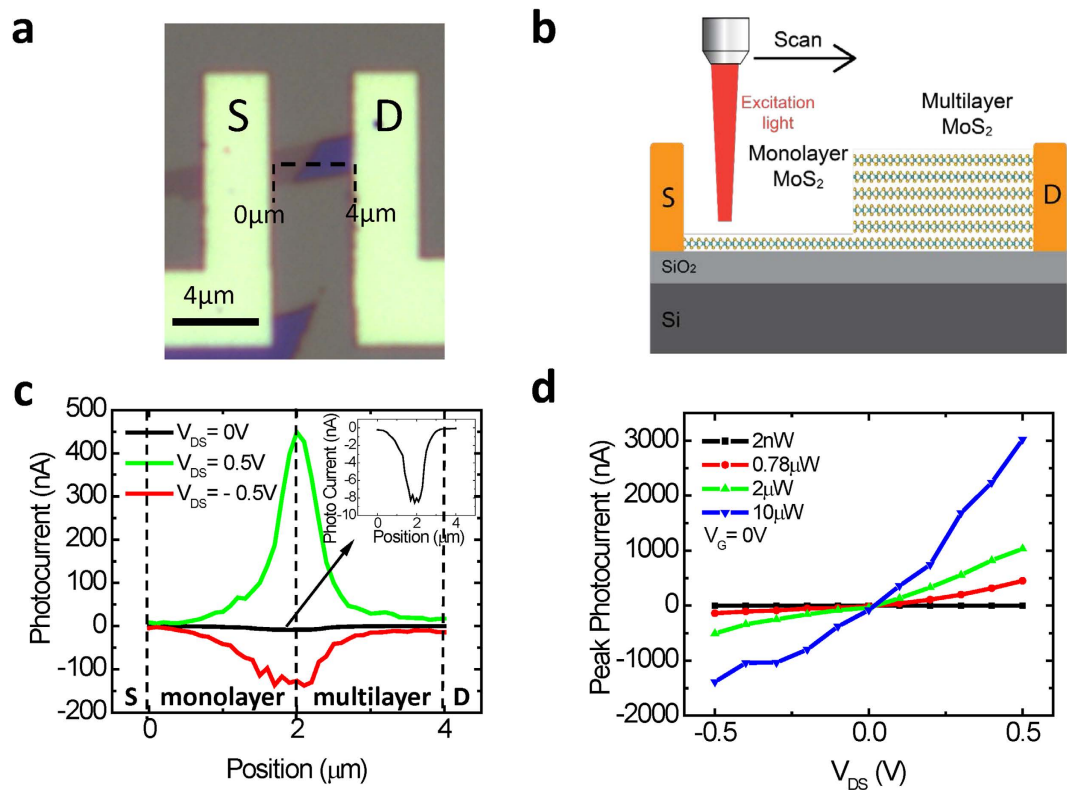 a
S
D
0μm
4μm
4μm
b
Scan
Excitation
light
Multilayer
MoS2
Monolayer
MoS2
S
D
SiO2
Si
c
500
400
300
200
100
0
-100
-200
Photocurrent (nA)
VDS= 0V
VDS= 0.5V
VDS= - 0.5V
Photo Current (nA)
0
-2
-4
-6
-8
-10
0 2 4
Position (μm)
S monolayer multilayer D
0 2 4
Position (μm)
d
3000
2000
1000
0
-1000
-2000
Peak Photocurrent (nA)
2nW
0.78μW
2μW
10μW
VG= 0V
-0.5 0.0 0.5
VDS (V)